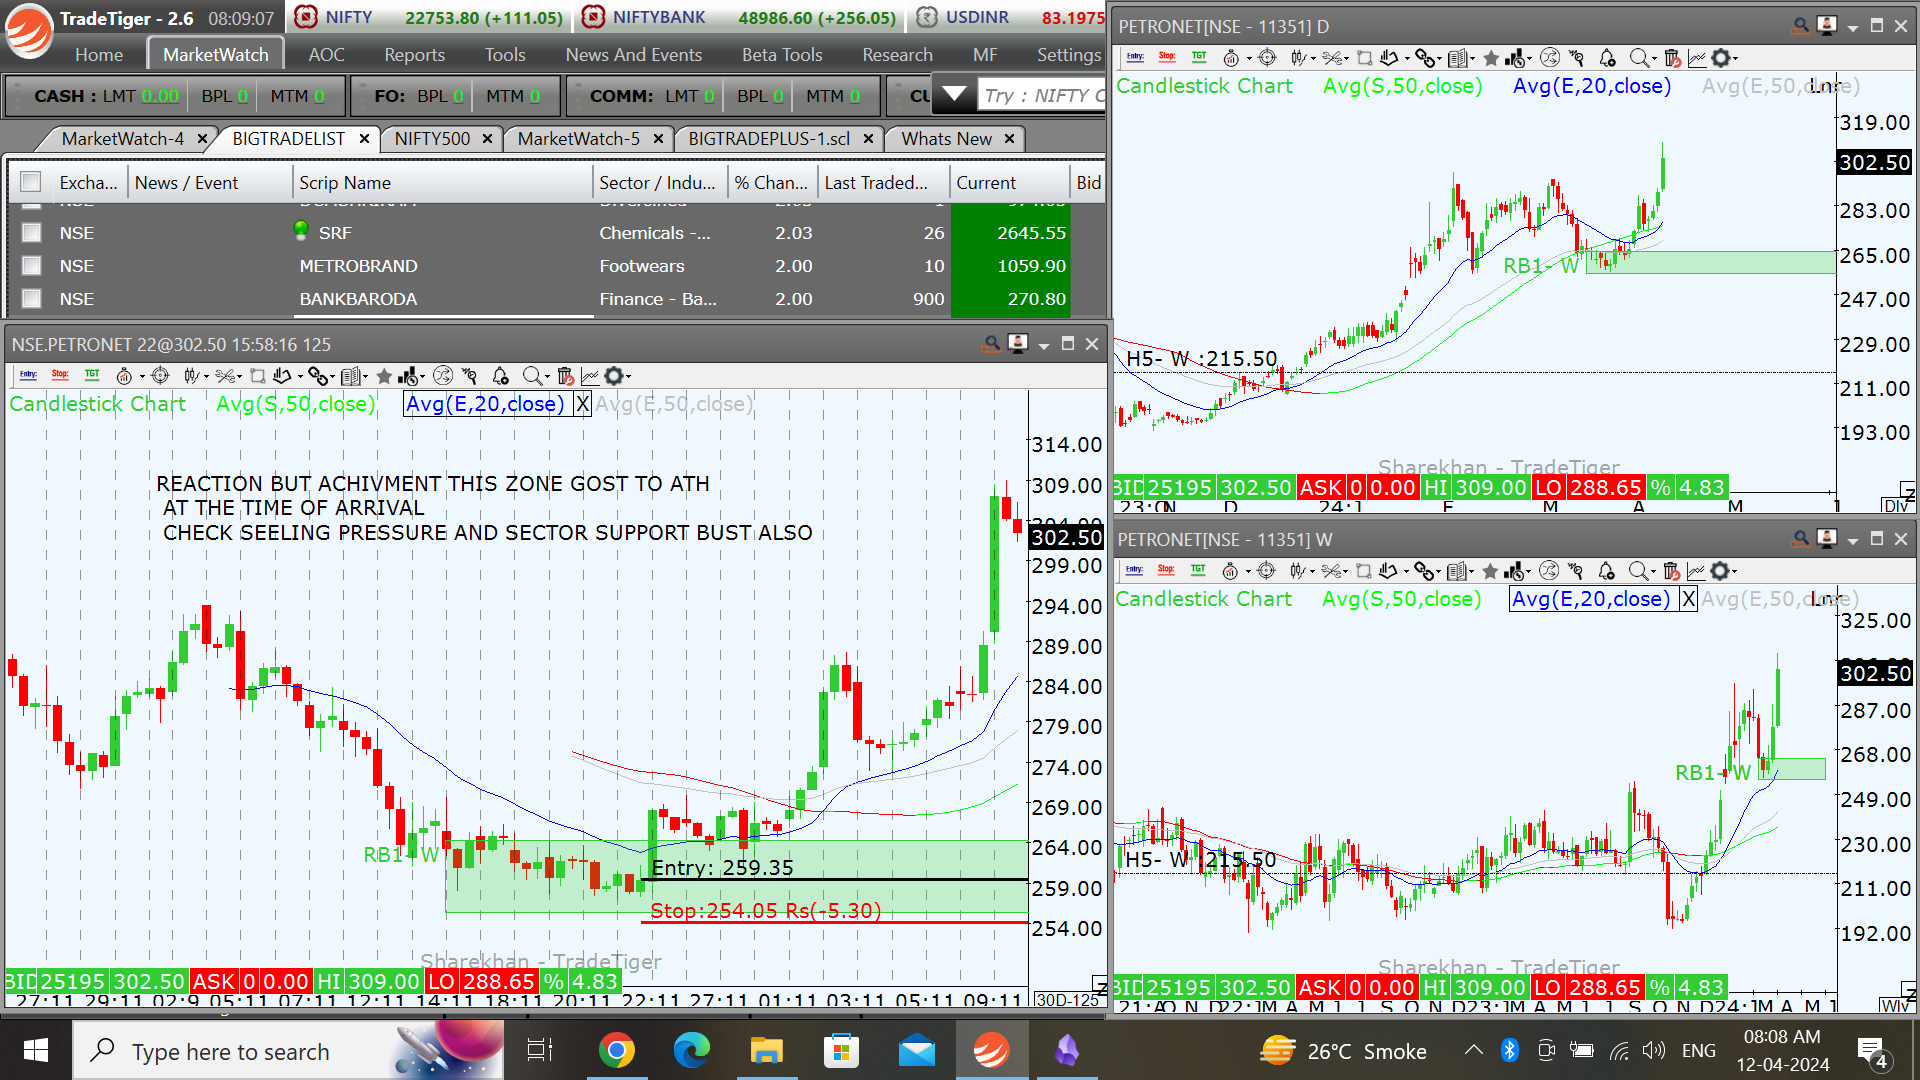 TradeTiger - 2.6 08:09:07
NIFTY 22753.80 (+111.05)
NIFTYBANK 48986.60 (+256.05)
USDINR 83.1975
Home MarketWatch AOC Reports Tools News And Events Beta Tools Research MF Settings
CASH : LMT 0.00 BPL 0 MTM 0
FO: BPL 0 MTM 0
COMM: LMT 0 BPL 0 MTM 0
Try : NIFTY C
MarketWatch-4 X BIGTRADELIST X NIFTY500 X MarketWatch-5 X BIGTRADEPLUS-1.scl X Whats New X
Excha... News / Event Scrip Name Sector / Indu... % Chan... Last Traded... Current Bid
NSE SRF Chemicals -... 2.03 26 2645.55
NSE METROBRAND Footwears 2.00 10 1059.90
NSE BANKBARODA Finance - Ba... 2.00 900 270.80
NSE.PETRONET 22@302.50 15:58:16 125
Entry: Stop: TGT
Candlestick Chart Avg(S,50,close) Avg(E,20,close) X Avg(E,50,close)
REACTION BUT ACHIVMENT THIS ZONE GOST TO ATH
AT THE TIME OF ARRIVAL
CHECK SEELING PRESSURE AND SECTOR SUPPORT BUST ALSO
314.00
309.00
304.00
302.50
299.00
294.00
289.00
284.00
279.00
274.00
269.00
264.00
259.00
254.00
RB1- W
Entry: 259.35
Stop:254.05 Rs(-5.30)
Sharekhan - TradeTiger
BID 25195 302.50 ASK 0 0.00 HI 309.00 LO 288.65 % 4.83
27:11 29:11 02:9 05:11 07:11 12:11 14:11 18:11 20:11 22:11 27:11 01:11 03:11 05:11 09:11 30D-125
PETRONET[NSE - 11351] D
Entry: Stop: TGT
Candlestick Chart Avg(S,50,close) Avg(E,20,close) Avg(E,50,close)
319.00
302.50
283.00
265.00
247.00
229.00
211.00
193.00
RB1- W
H5- W :215.50
Sharekhan - TradeTiger
BID 25195 302.50 ASK 0 0.00 HI 309.00 LO 288.65 % 4.83
23:O N D 24:1 F M A M 1
PETRONET[NSE - 11351] W
Entry: Stop: TGT
Candlestick Chart Avg(S,50,close) Avg(E,20,close) X Avg(E,50,close)
325.00
302.50
287.00
268.00
249.00
230.00
211.00
192.00
RB1- W
H5- W :215.50
Sharekhan - TradeTiger
BID 25195 302.50 ASK 0 0.00 HI 309.00 LO 288.65 % 4.83
21:A O N D 22:1 M A M J 1 S O N D 23:1 M A M J 1 S O N D 24:1 M A M 1
Type here to search
26°C Smoke
ENG
08:08 AM
12-04-2024
4